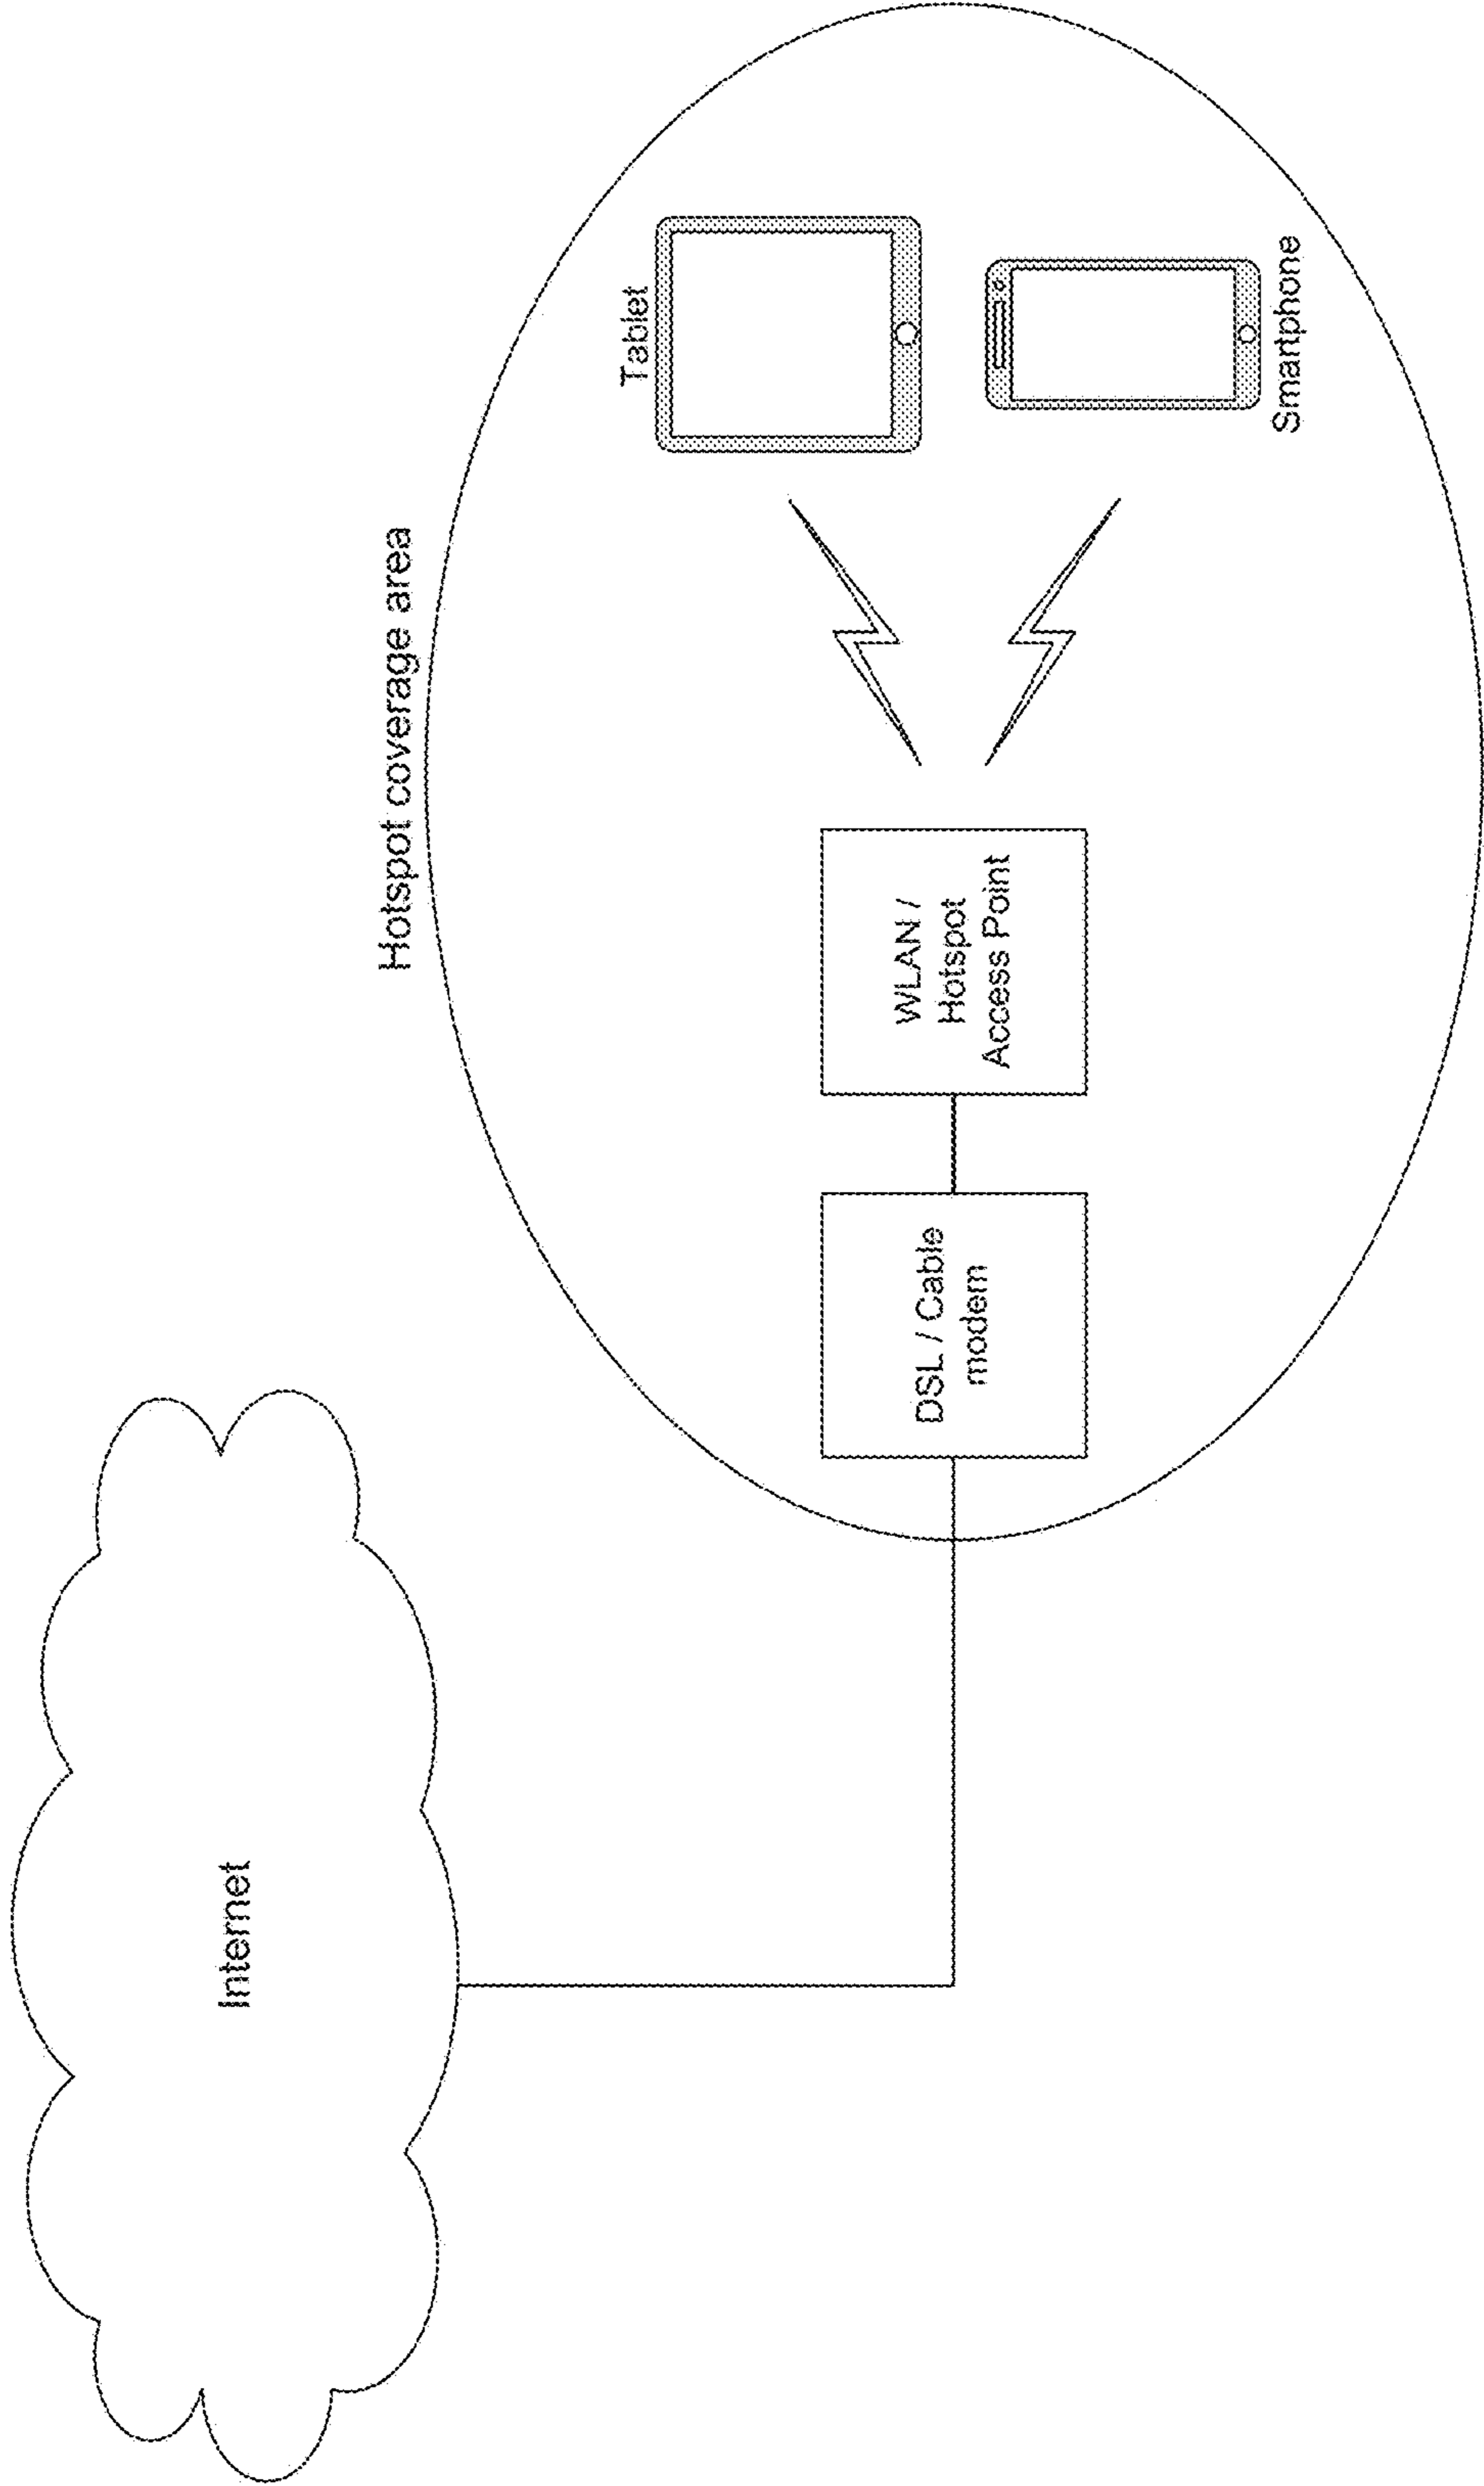 Internet
Hotspot coverage area
DSL / Cable
modem
WLAN /
Hotspot
Access Point
Tablet
Smartphone